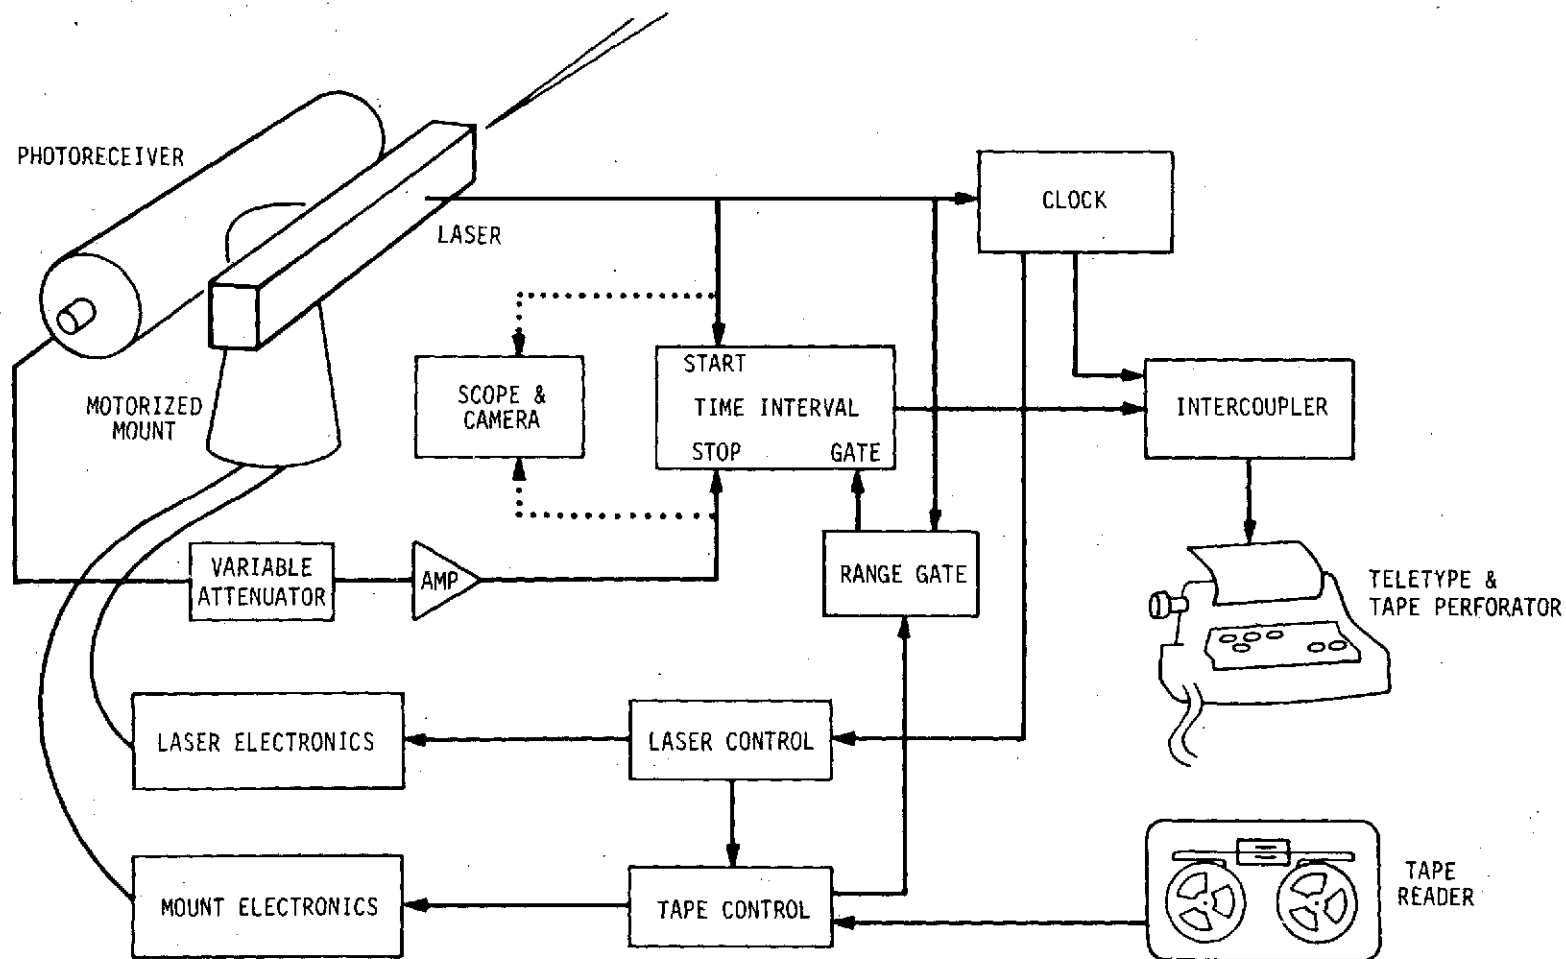 PHOTORECEIVER
LASER
CLOCK
MOTORIZED
MOUNT
SCOPE &
CAMERA
START
TIME INTERVAL
STOP GATE
INTERCOUPLER
VARIABLE
ATTENUATOR
AMP
RANGE GATE
TELETYPE &
TAPE PERFORATOR
LASER ELECTRONICS
LASER CONTROL
MOUNT ELECTRONICS
TAPE CONTROL
TAPE
READER